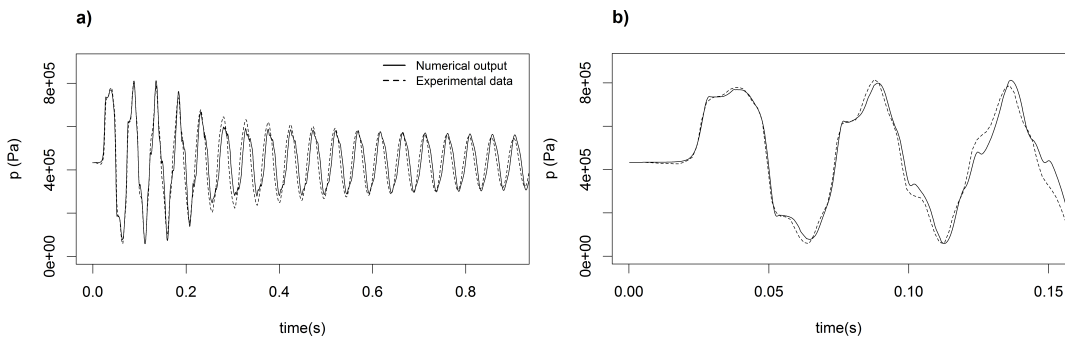 a)
Numerical output
Experimental data
p (Pa)
8e+05
4e+05
0e+00
0.0 0.2 0.4 0.6 0.8
time(s)
b)
p (Pa)
8e+05
4e+05
0e+00
0.00 0.05 0.10 0.15
time(s)